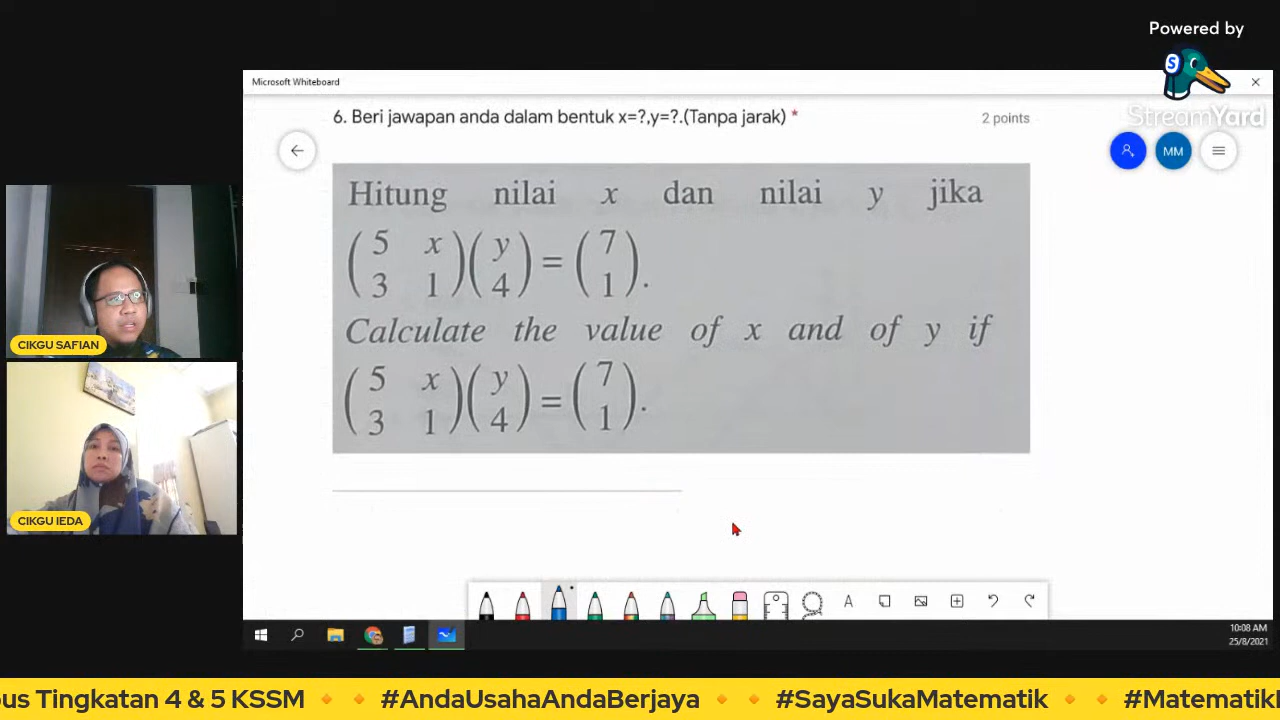 Powered by
S
StreamYard
Microsoft Whiteboard
6. Beri jawapan anda dalam bentuk x=?,y=?.(Tanpa jarak) *
2 points
MM
Hitung nilai x dan nilai y jika
(5 x) (y) = (7)
(3 1) (4) (1).
Calculate the value of x and of y if
(5 x) (y) = (7)
(3 1) (4) (1).
CIKGU SAFIAN
CIKGU IEDA
A
10:08 AM
25/8/2021
us Tingkatan 4 & 5 KSSM #AndaUsahaAndaBerjaya #SayaSukaMatematik #Matematik